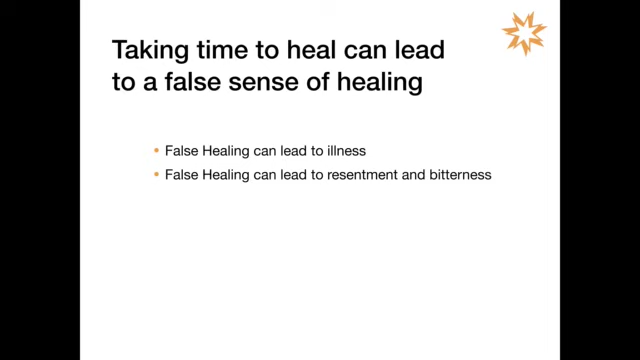 Taking time to heal can lead
to a false sense of healing
• False Healing can lead to illness
• False Healing can lead to resentment and bitterness